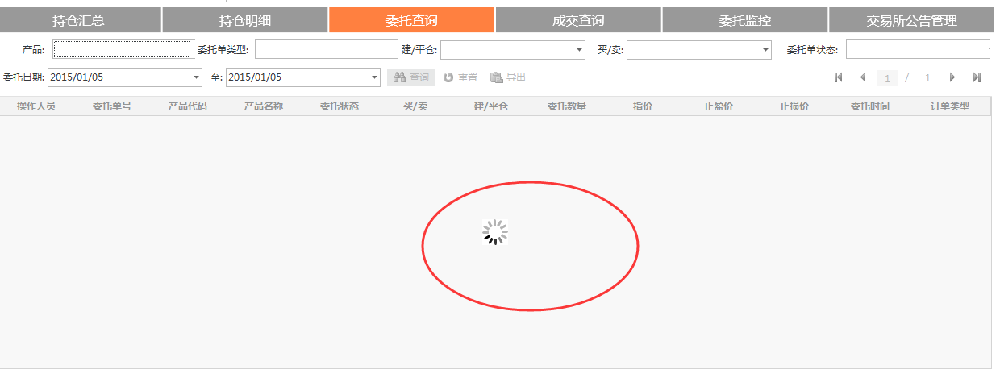 持仓汇总 持仓明细 委托查询 成交查询 委托监控 交易所公告管理
产品: 委托单类型: 建/平仓: 买/卖: 委托单状态:
委托日期: 2015/01/05 至: 2015/01/05 查询 重置 导出 1 / 1
操作人员 委托单号 产品代码 产品名称 委托状态 买/卖 建/平仓 委托数量 指价 止盈价 止损价 委托时间 订单类型